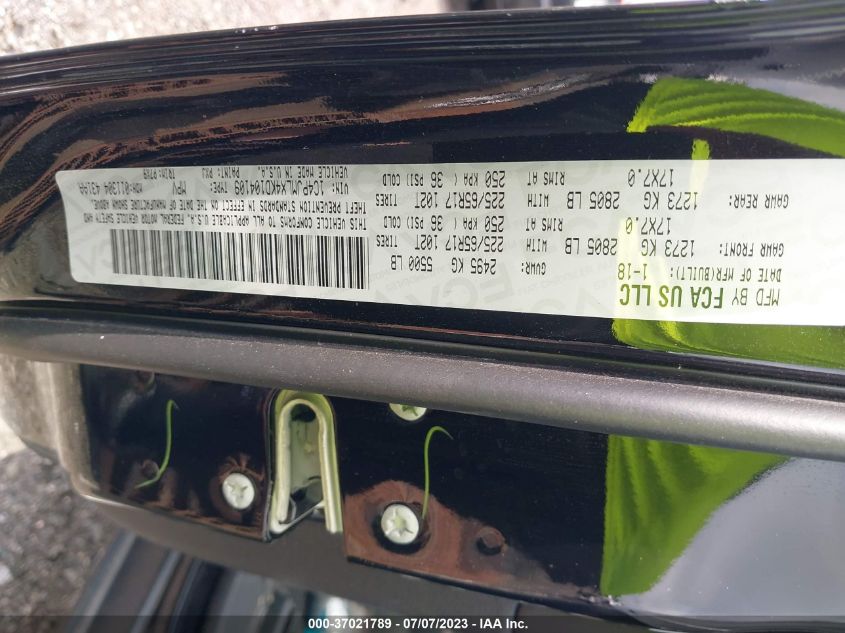 MFD BY FCA US LLC
DATE OF MFR(BUILT): 1-18
GVWR: 2495 KG 5500 LB
GAWR FRONT: 1273 KG 2805 LB WITH 225/65R17 102T TIRES
17X7.0 RIMS AT 250 KPA ( 36 PSI) COLD
GAWR REAR: 1273 KG 2805 LB WITH 225/65R17 102T TIRES
17X7.0 RIMS AT 250 KPA ( 36 PSI) COLD
THIS VEHICLE CONFORMS TO ALL APPLICABLE U.S.A. FEDERAL MOTOR VEHICLE SAFETY AND
THEFT PREVENTION STANDARDS IN EFFECT ON THE DATE OF MANUFACTURE SHOWN ABOVE.
VIN: 1C4PJMLX4KD104109 TYPE: MPV MDH:011304 4314A
VEHICLE MADE IN U.S.A. PAINT: PXJ TRIM:
000-37021789 - 07/07/2023 - IAA Inc.